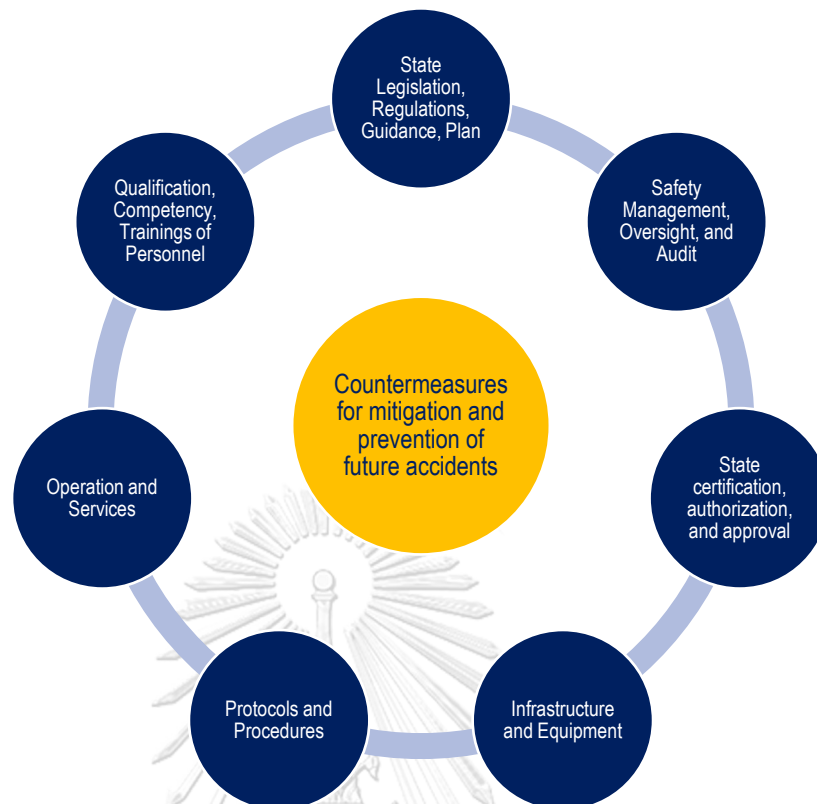 State
Legislation,
Regulations,
Guidance, Plan
Safety
Management,
Oversight, and
Audit
State
certification,
authorization,
and approval
Infrastructure
and Equipment
Protocols and
Procedures
Operation and
Services
Qualification,
Competency,
Trainings of
Personnel
Countermeasures
for mitigation and
prevention of
future accidents